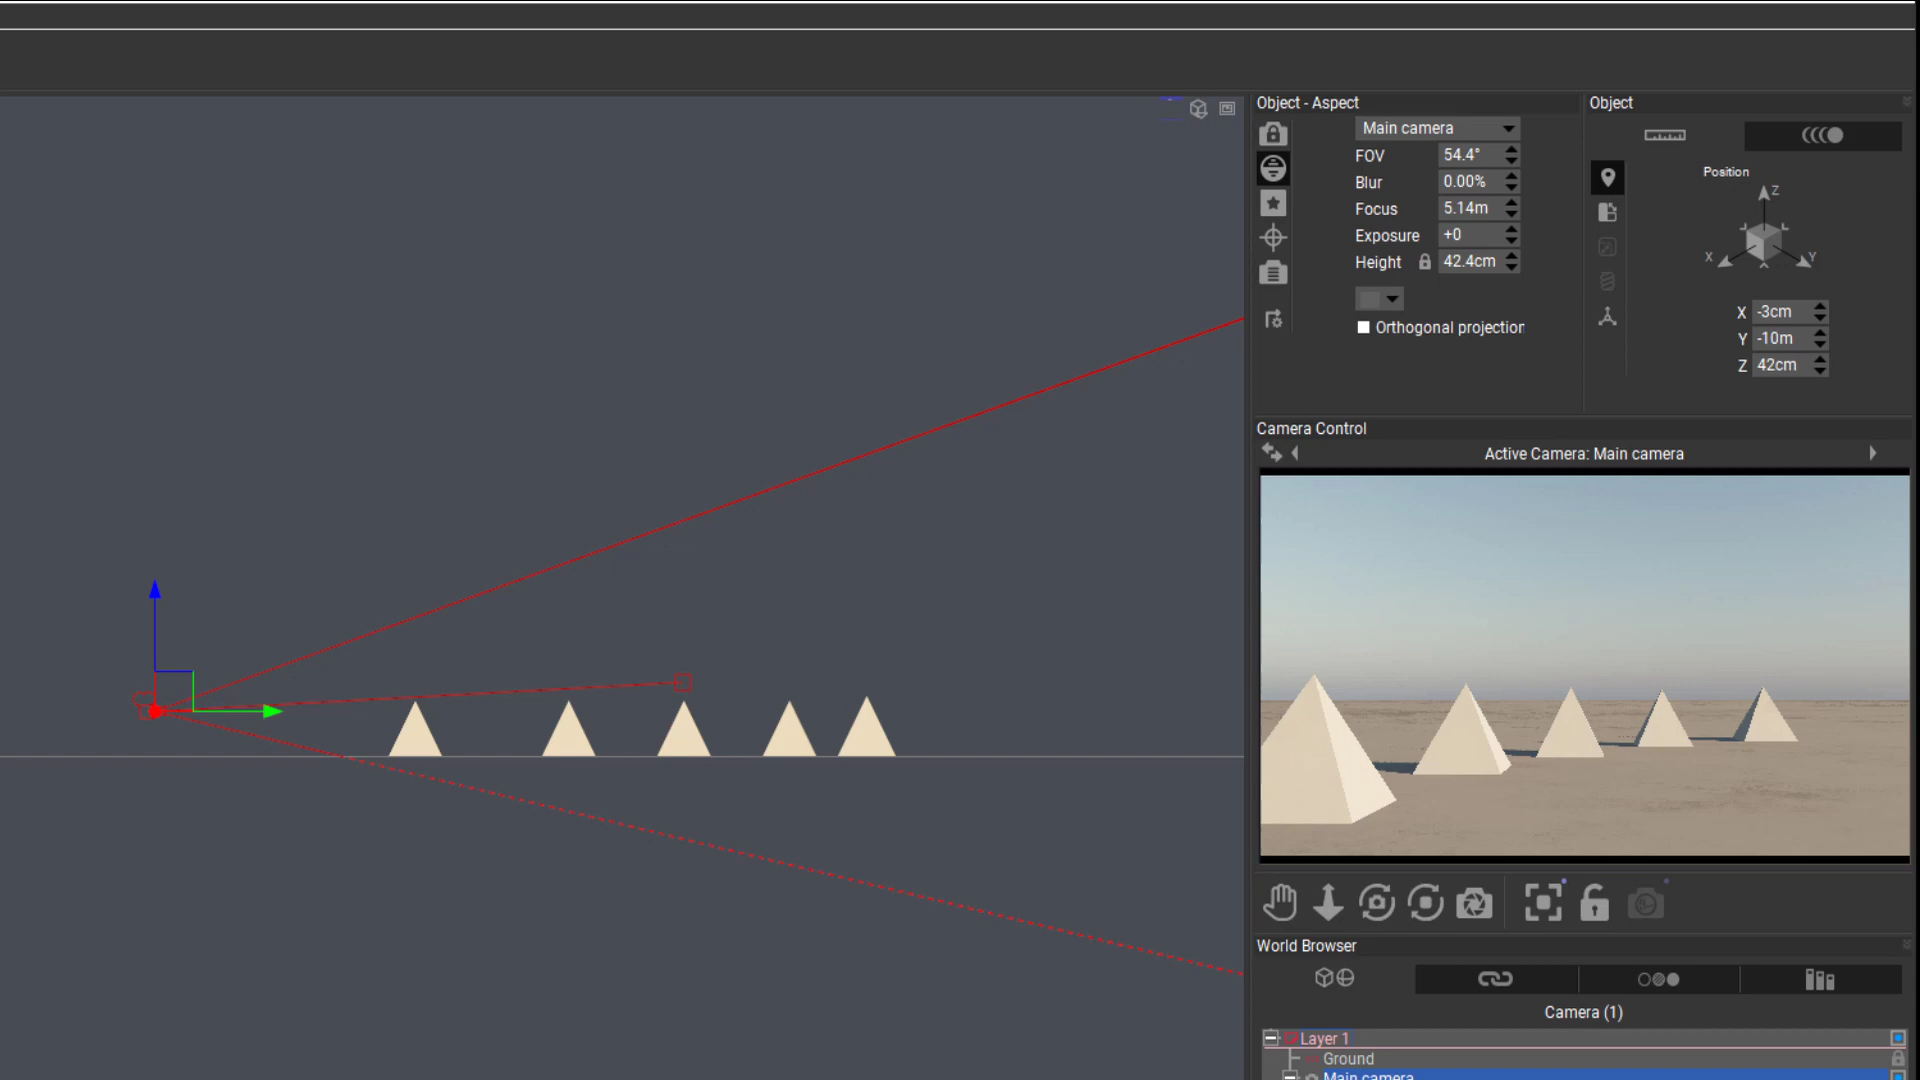 Object - Aspect
Object
Main camera
FOV 54.4°
Blur 0.00%
Focus 5.14m
Exposure +0
Height 42.4cm
Orthogonal projection
Position
Z
X
Y
X -3cm
Y -10m
Z 42cm
Camera Control
Active Camera: Main camera
World Browser
Camera (1)
Layer 1
Ground
Main camera